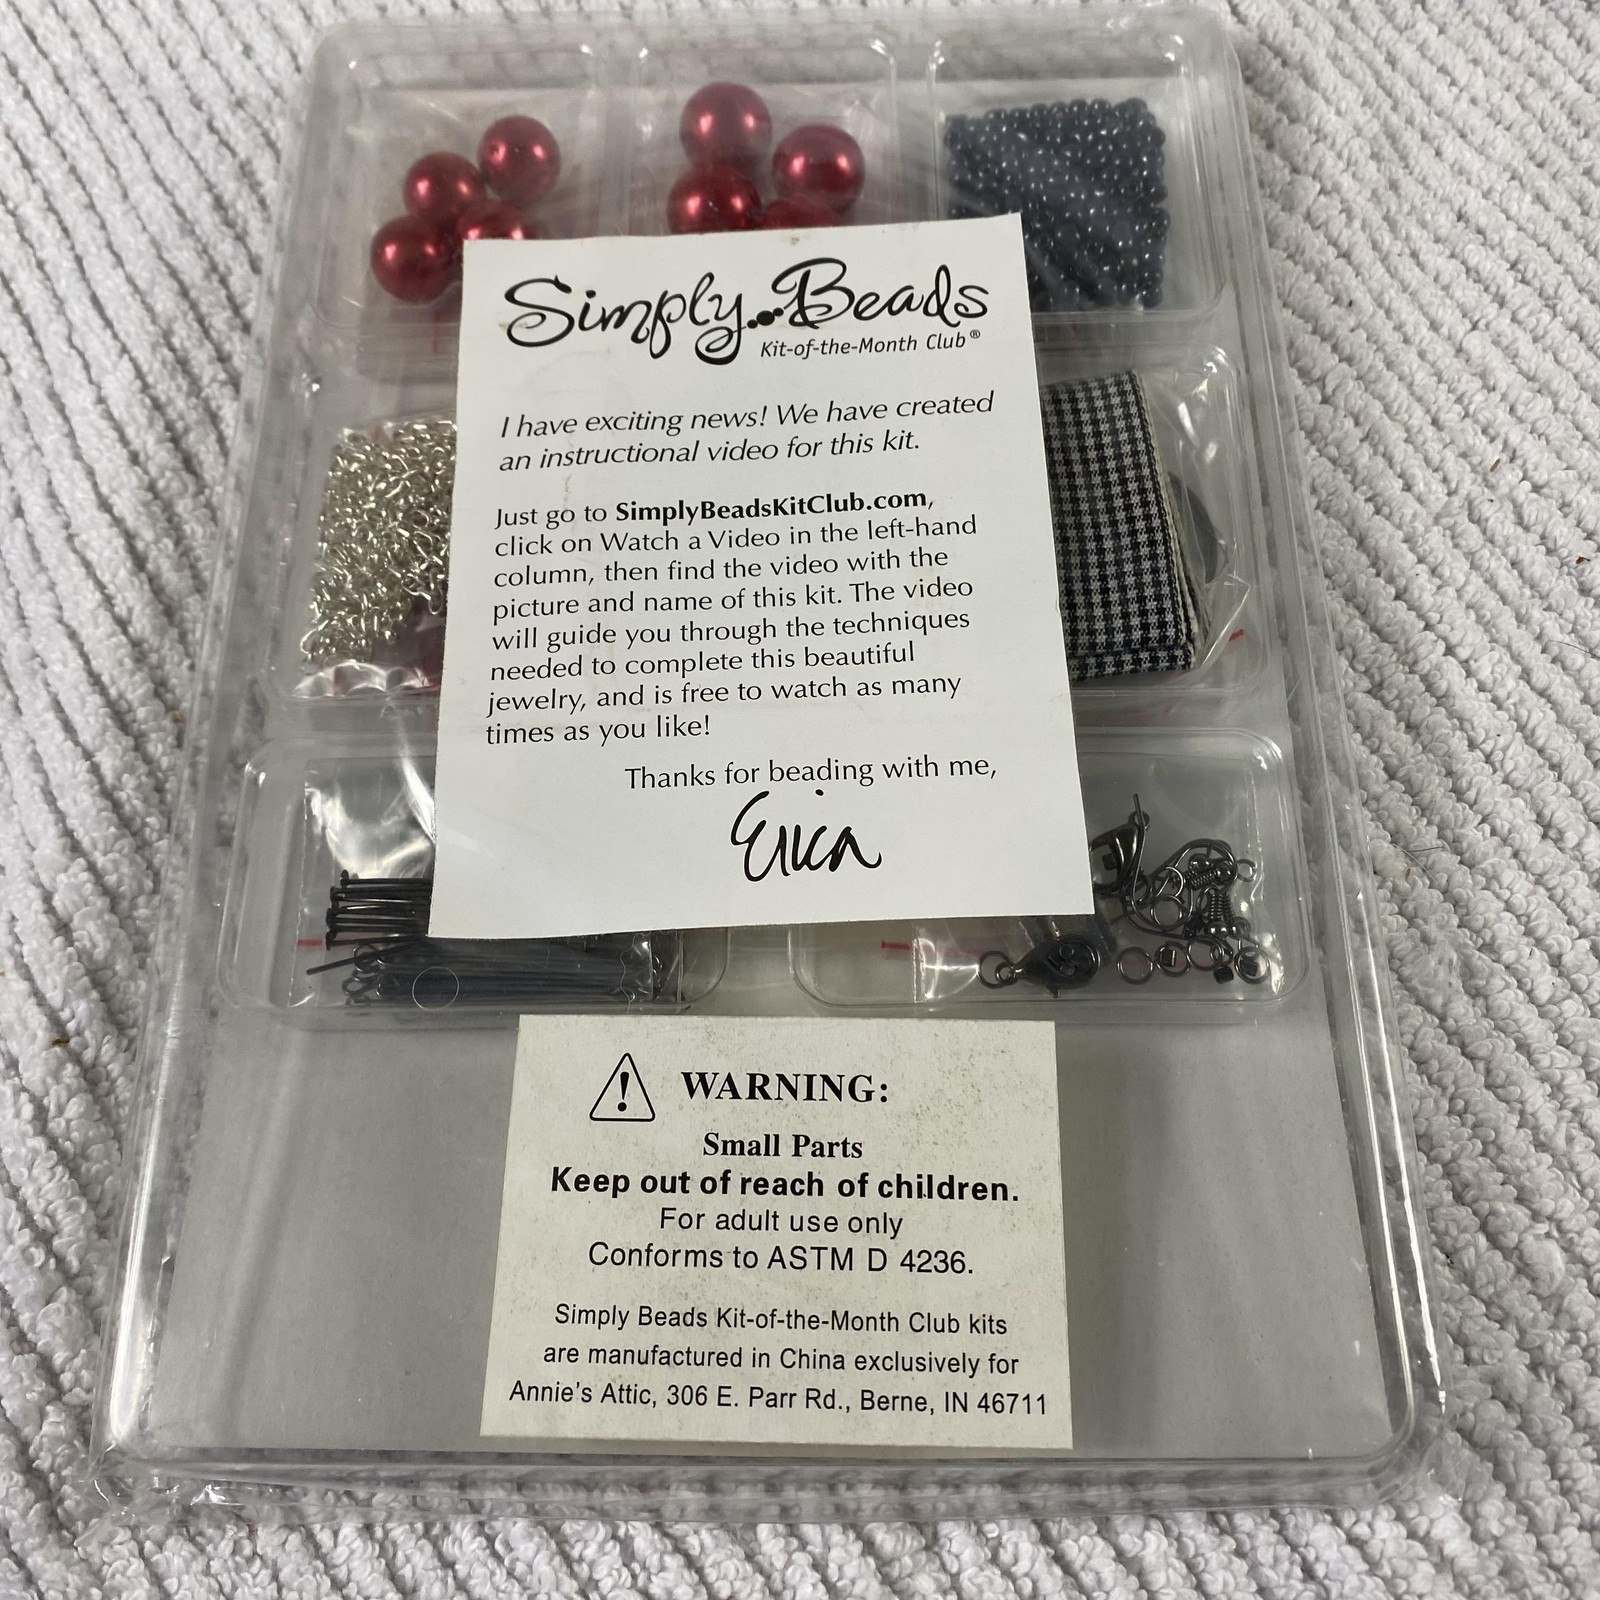 Simply...Beads
Kit-of-the-Month Club®
I have exciting news! We have created
an instructional video for this kit.
Just go to SimplyBeadsKitClub.com,
click on Watch a Video in the left-hand
column, then find the video with the
picture and name of this kit. The video
will guide you through the techniques
needed to complete this beautiful
jewelry, and is free to watch as many
times as you like!
Thanks for beading with me,
Erica
WARNING:
Small Parts
Keep out of reach of children.
For adult use only
Conforms to ASTM D 4236.
Simply Beads Kit-of-the-Month Club kits
are manufactured in China exclusively for
Annie's Attic, 306 E. Parr Rd., Berne, IN 46711